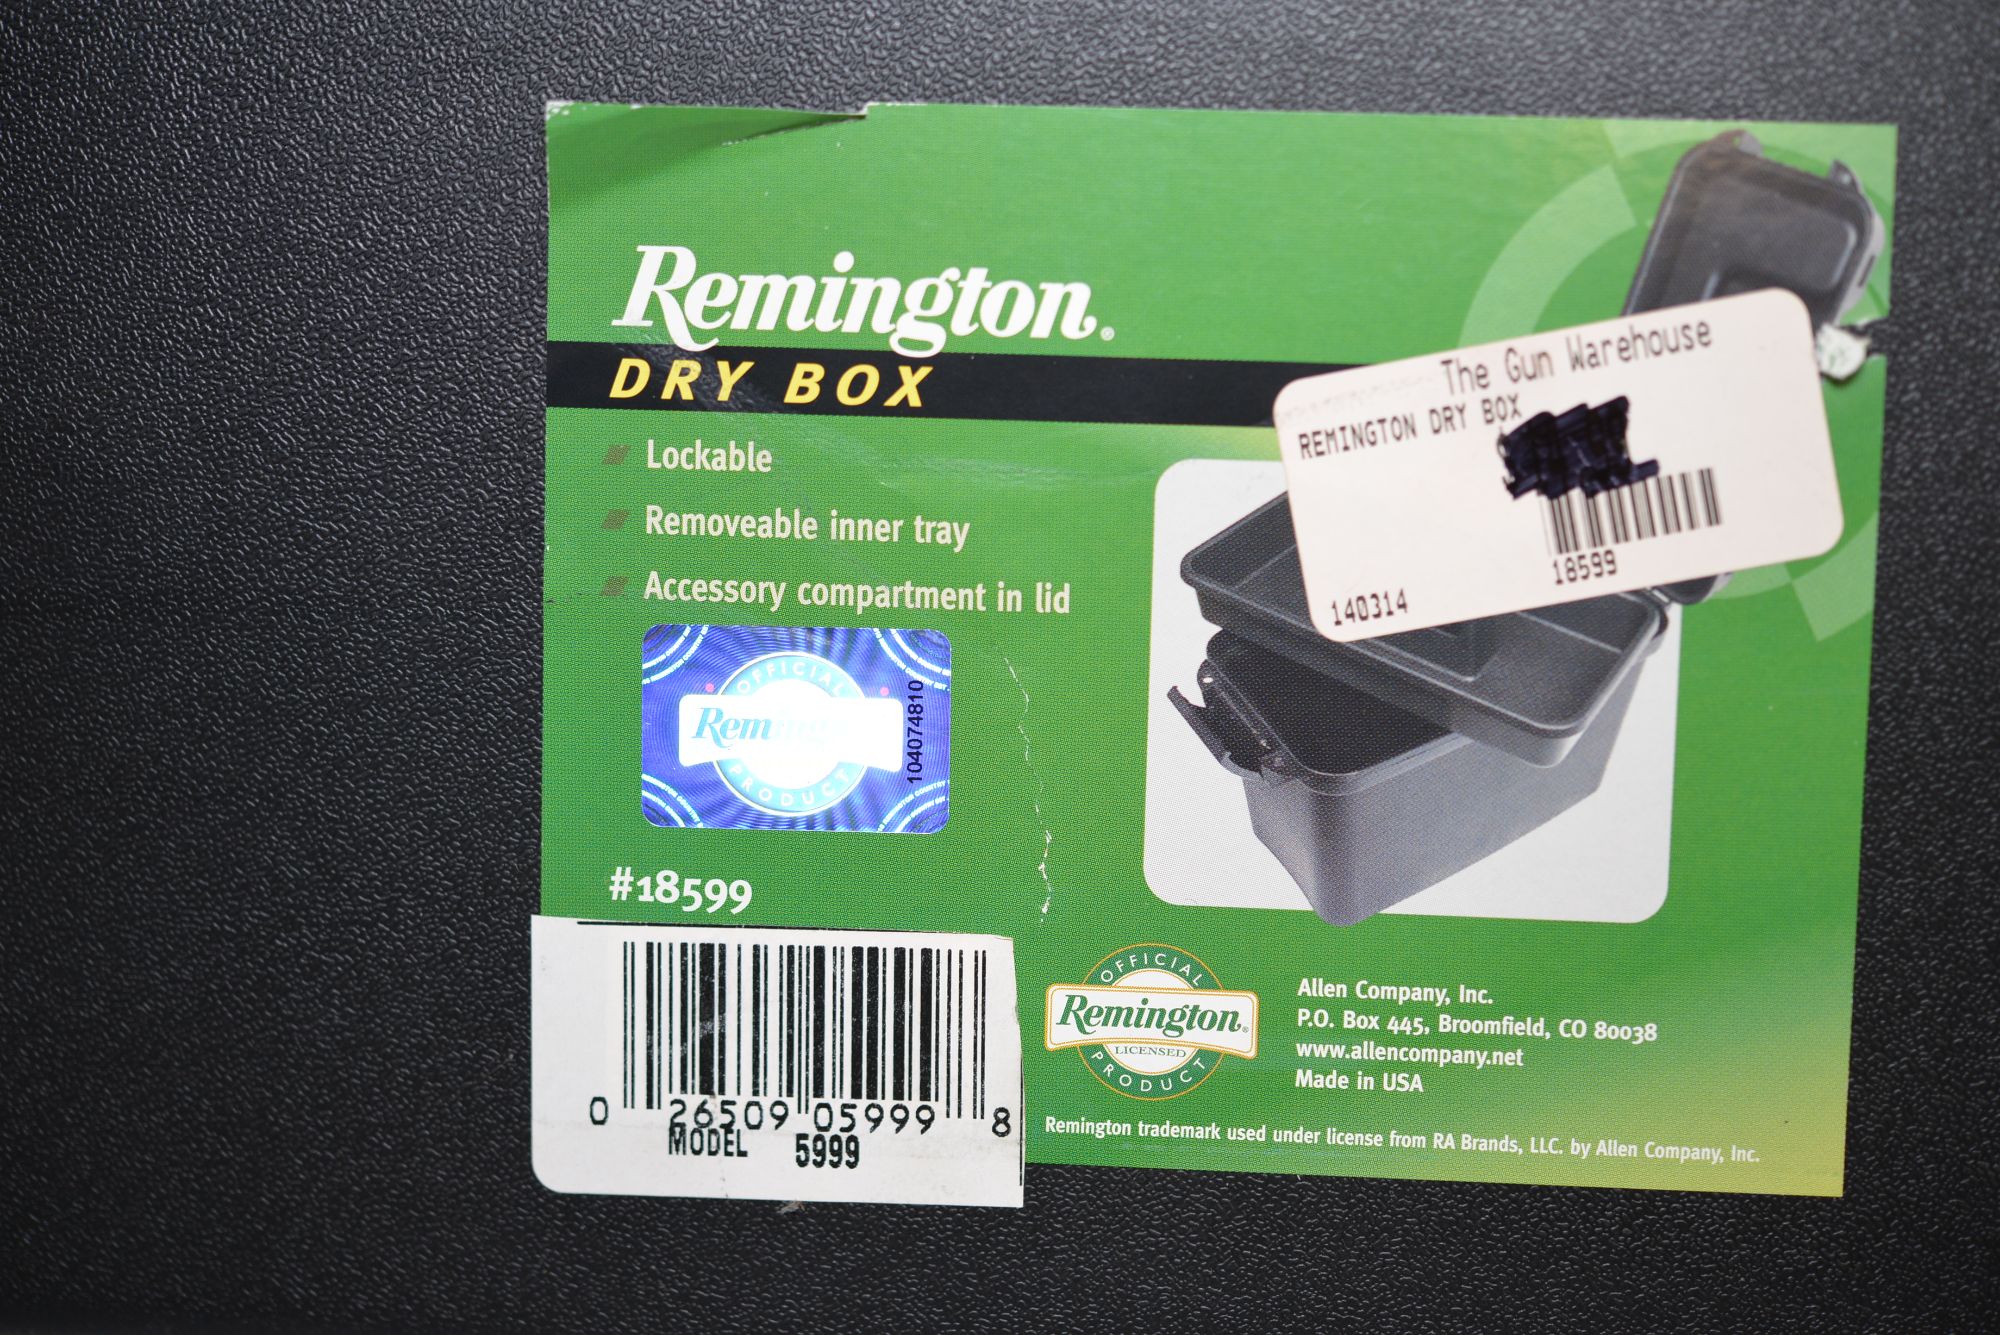 Remington®
DRY BOX
Lockable
Removeable inner tray
Accessory compartment in lid
OFFICIAL
PRODUCT
104074810
#18599
0 26509 05999 8
MODEL 5999
The Gun Warehouse
REMINGTON DRY BOX
18599
140314
OFFICIAL
Remington®
LICENSED
PRODUCT
Allen Company, Inc.
P.O. Box 445, Broomfield, CO 80038
www.allencompany.net
Made in USA
Remington trademark used under license from RA Brands, LLC. by Allen Company, Inc.